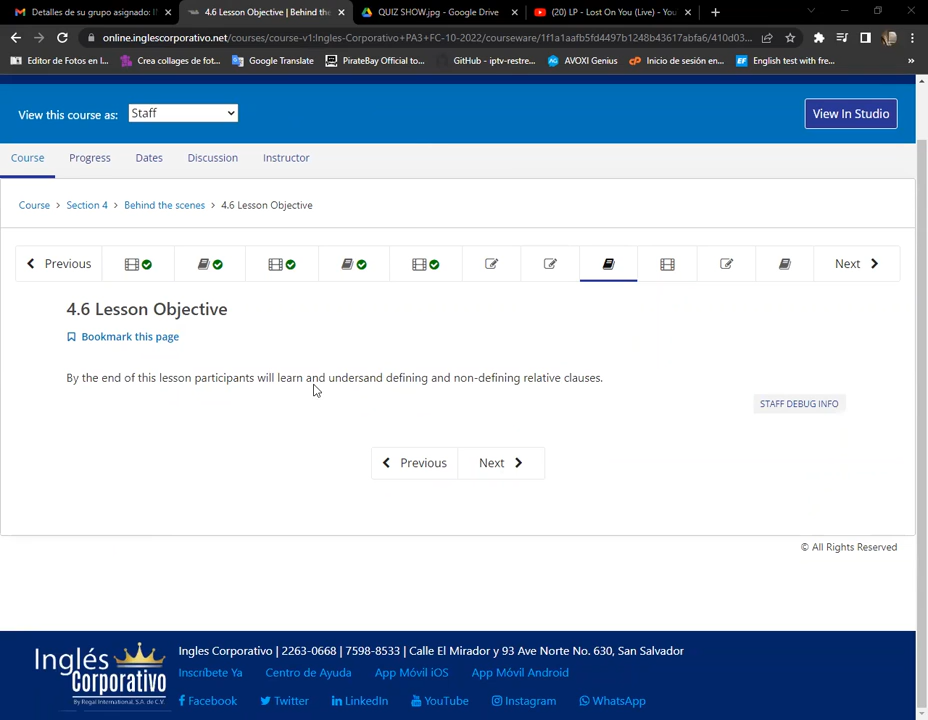 Detalles de su grupo asignado: I
4.6 Lesson Objective | Behind the
QUIZ SHOW.jpg - Google Drive
(20) LP - Lost On You (Live) - You
online.inglescorporativo.net/courses/course-v1:Ingles-Corporativo+PA3+FC-10-2022/courseware/1f1a1aafb5fd4497b1248b43617abfa6/410d03...
Editor de Fotos en l...
Crea collages de fot...
Google Translate
PirateBay Official to...
GitHub - iptv-restre...
AVOXI Genius
Inicio de sesión en...
EF English test with fre...
»
View this course as:
Staff
View In Studio
Course
Progress
Dates
Discussion
Instructor
Course > Section 4 > Behind the scenes > 4.6 Lesson Objective
Previous
Next
4.6 Lesson Objective
Bookmark this page
By the end of this lesson participants will learn and undersand defining and non-defining relative clauses.
STAFF DEBUG INFO
Previous
Next
© All Rights Reserved
Inglés Corporativo
By Regal International, S.A. de C.V.
Ingles Corporativo | 2263-0668 | 7598-8533 | Calle El Mirador y 93 Ave Norte No. 630, San Salvador
Inscríbete Ya
Centro de Ayuda
App Móvil iOS
App Móvil Android
Facebook
Twitter
LinkedIn
YouTube
Instagram
WhatsApp